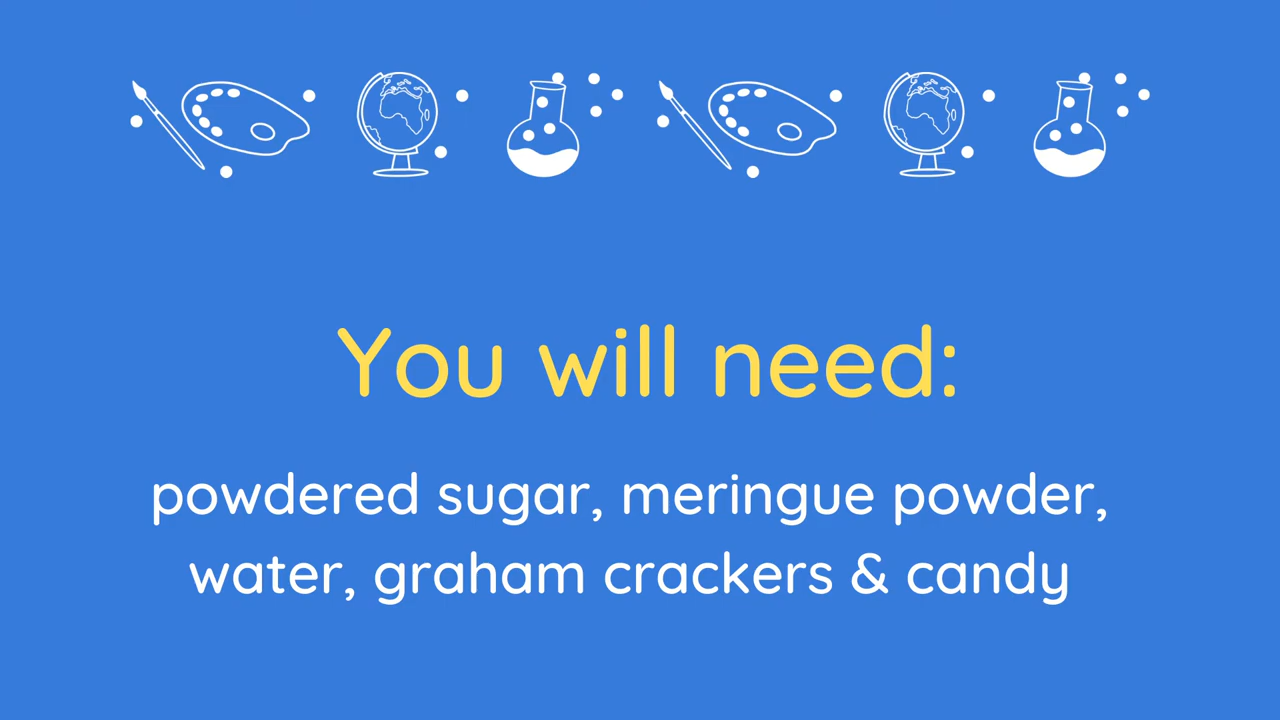 You will need:
powdered sugar, meringue powder,
water, graham crackers & candy